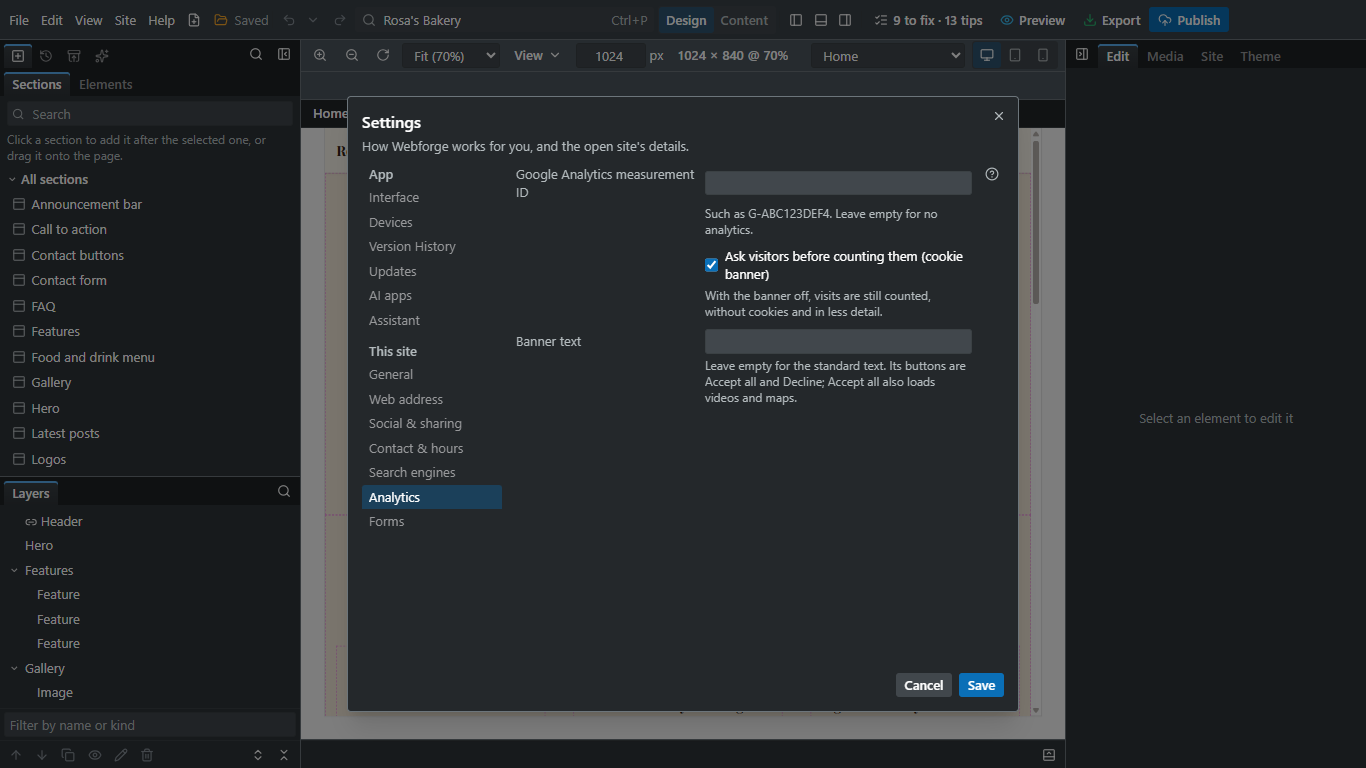 File Edit View Site Help Saved Rosa's Bakery Ctrl+P Design Content 9 to fix · 13 tips Preview Export Publish
Fit (70%) View 1024 px 1024 × 840 @ 70% Home Edit Media Site Theme
Sections Elements
Search
Click a section to add it after the selected one, or
drag it onto the page.
All sections
Announcement bar
Call to action
Contact buttons
Contact form
FAQ
Features
Food and drink menu
Gallery
Hero
Latest posts
Logos
Layers
Header
Hero
Features
Feature
Feature
Feature
Gallery
Image
Filter by name or kind
Home
Settings
How Webforge works for you, and the open site's details.
App
Interface
Devices
Version History
Updates
AI apps
Assistant
This site
General
Web address
Social & sharing
Contact & hours
Search engines
Analytics
Forms
Google Analytics measurement
ID
Such as G-ABC123DEF4. Leave empty for no
analytics.
Ask visitors before counting them (cookie
banner)
With the banner off, visits are still counted,
without cookies and in less detail.
Banner text
Leave empty for the standard text. Its buttons are
Accept all and Decline; Accept all also loads
videos and maps.
Cancel Save
Select an element to edit it